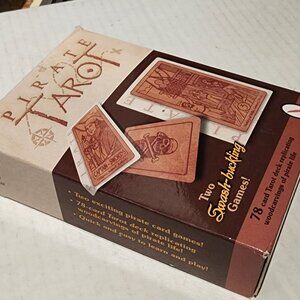 PIRATE
TAROT
Two
Swash-buckling
Games!
• Two exciting pirate card games!
• 78 card Tarot deck replicating
woodcarvings of pirate life!
• Quick and easy to learn and play!
78 card Tarot deck replicating
woodcarvings of pirate life